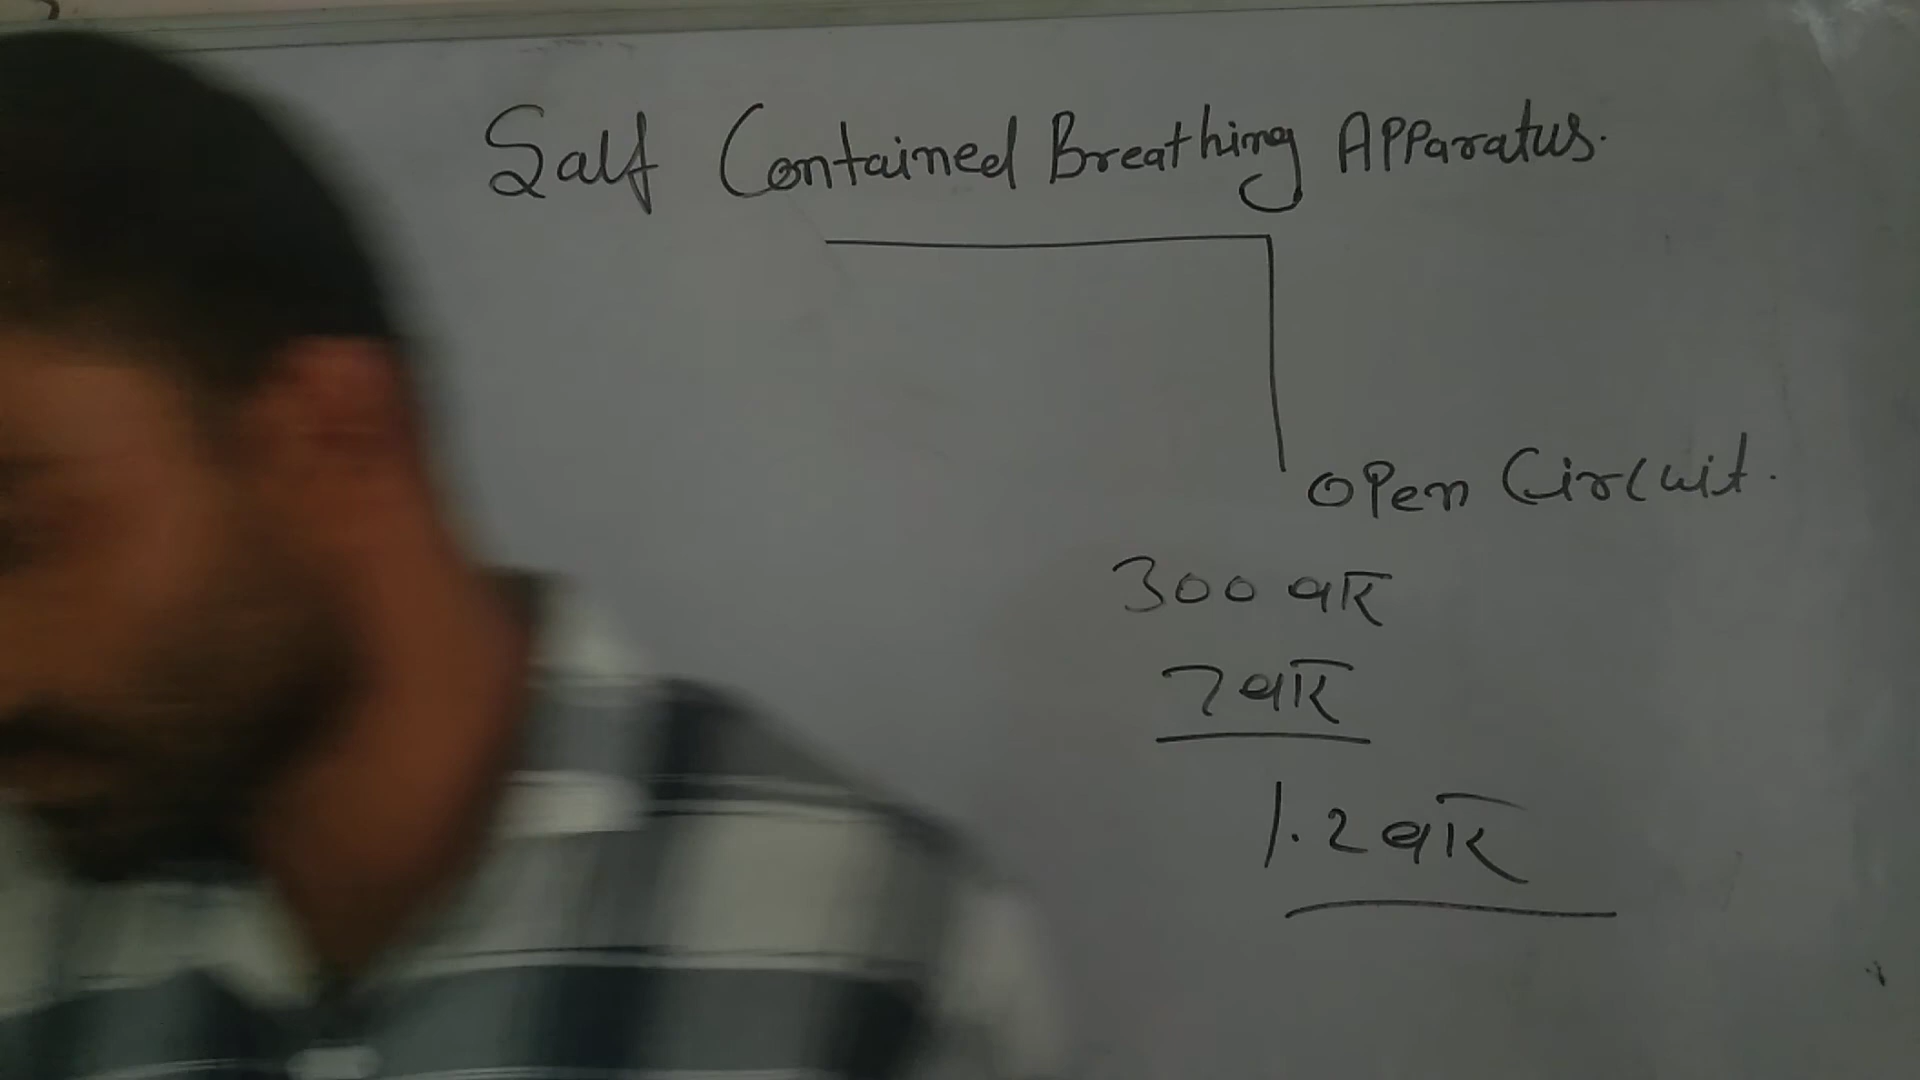 Salf Contained Breathing Apparatus.
open Circuit.
300 बार
7 बार
1.2 बार